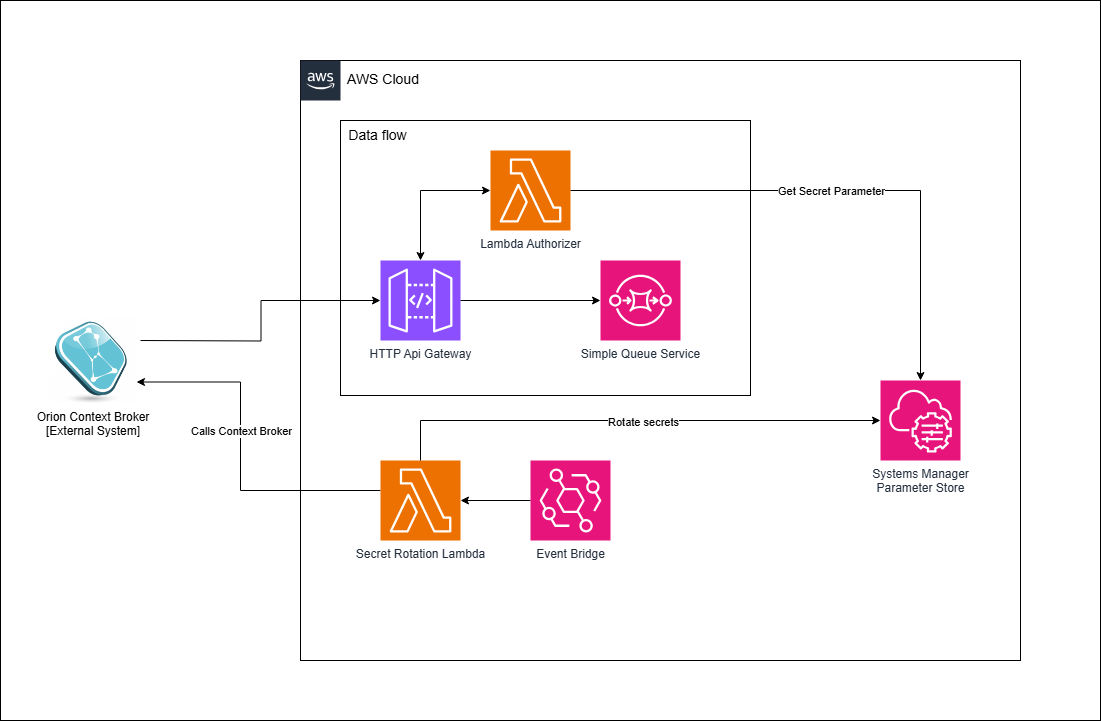 aws
AWS Cloud
Data flow
Get Secret Parameter
Lambda Authorizer
</>
HTTP Api Gateway
Simple Queue Service
Orion Context Broker
[External System]
Calls Context Broker
Rotate secrets
Systems Manager
Parameter Store
Secret Rotation Lambda
Event Bridge